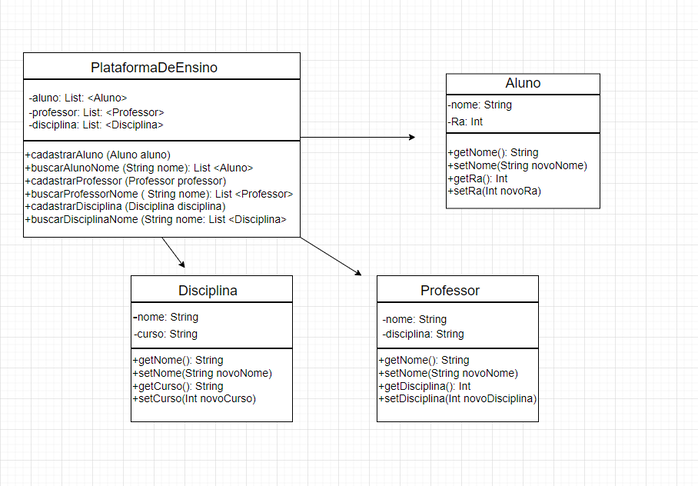 PlataformaDeEnsino
-aluno: List: <Aluno>
-professor: List: <Professor>
-disciplina: List: <Disciplina>
+cadastrarAluno (Aluno aluno)
+buscarAlunoNome (String nome): List <Aluno>
+cadastrarProfessor (Professor professor)
+buscarProfessorNome ( String nome): List <Professor>
+cadastrarDisciplina (Disciplina disciplina)
+buscarDisciplinaNome (String nome: List <Disciplina>
Aluno
-nome: String
-Ra: Int
+getNome(): String
+setNome(String novoNome)
+getRa(): Int
+setRa(Int novoRa)
Disciplina
-nome: String
-curso: String
+getNome(): String
+setNome(String novoNome)
+getCurso(): String
+setCurso(Int novoCurso)
Professor
-nome: String
-disciplina: String
+getNome(): String
+setNome(String novoNome)
+getDisciplina(): Int
+setDisciplina(Int novoDisciplina)